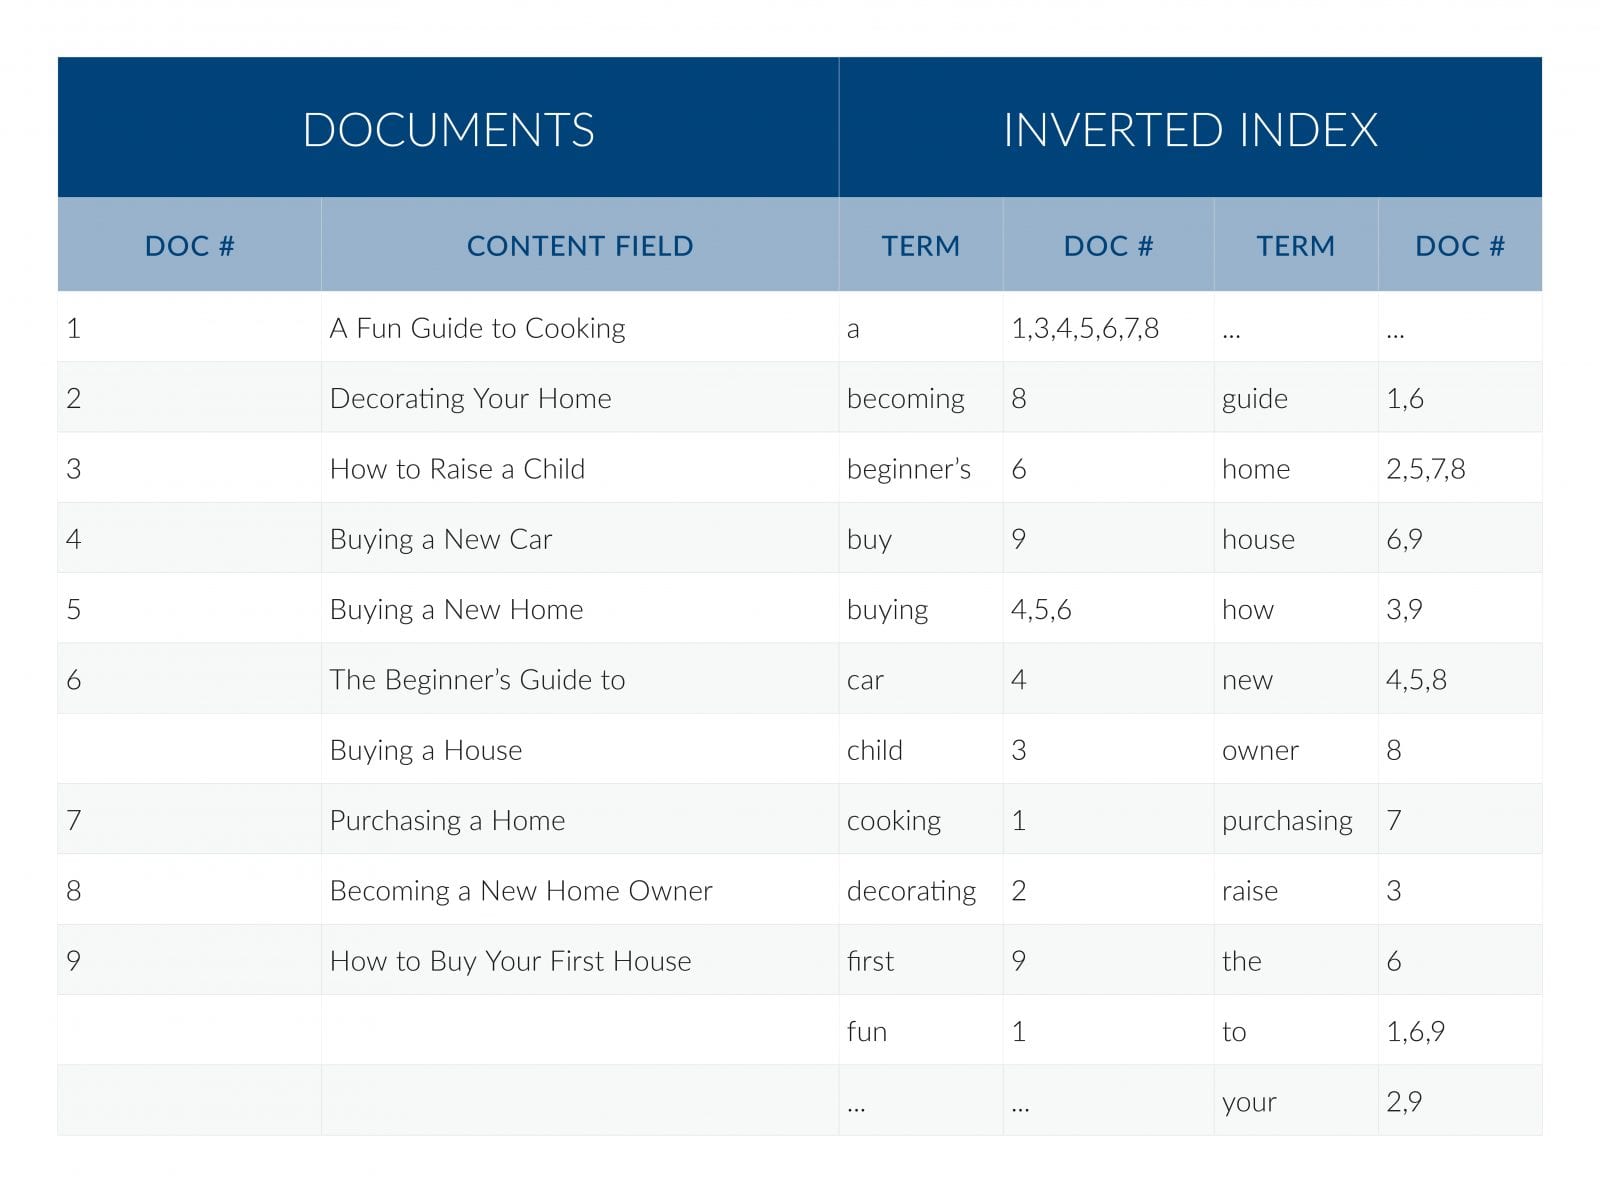 DOCUMENTS INVERTED INDEX
DOC # CONTENT FIELD TERM DOC # TERM DOC #
1 A Fun Guide to Cooking a 1,3,4,5,6,7,8 ... ...
2 Decorating Your Home becoming 8 guide 1,6
3 How to Raise a Child beginner’s 6 home 2,5,7,8
4 Buying a New Car buy 9 house 6,9
5 Buying a New Home buying 4,5,6 how 3,9
6 The Beginner’s Guide to car 4 new 4,5,8
Buying a House child 3 owner 8
7 Purchasing a Home cooking 1 purchasing 7
8 Becoming a New Home Owner decorating 2 raise 3
9 How to Buy Your First House first 9 the 6
fun 1 to 1,6,9
... ... your 2,9